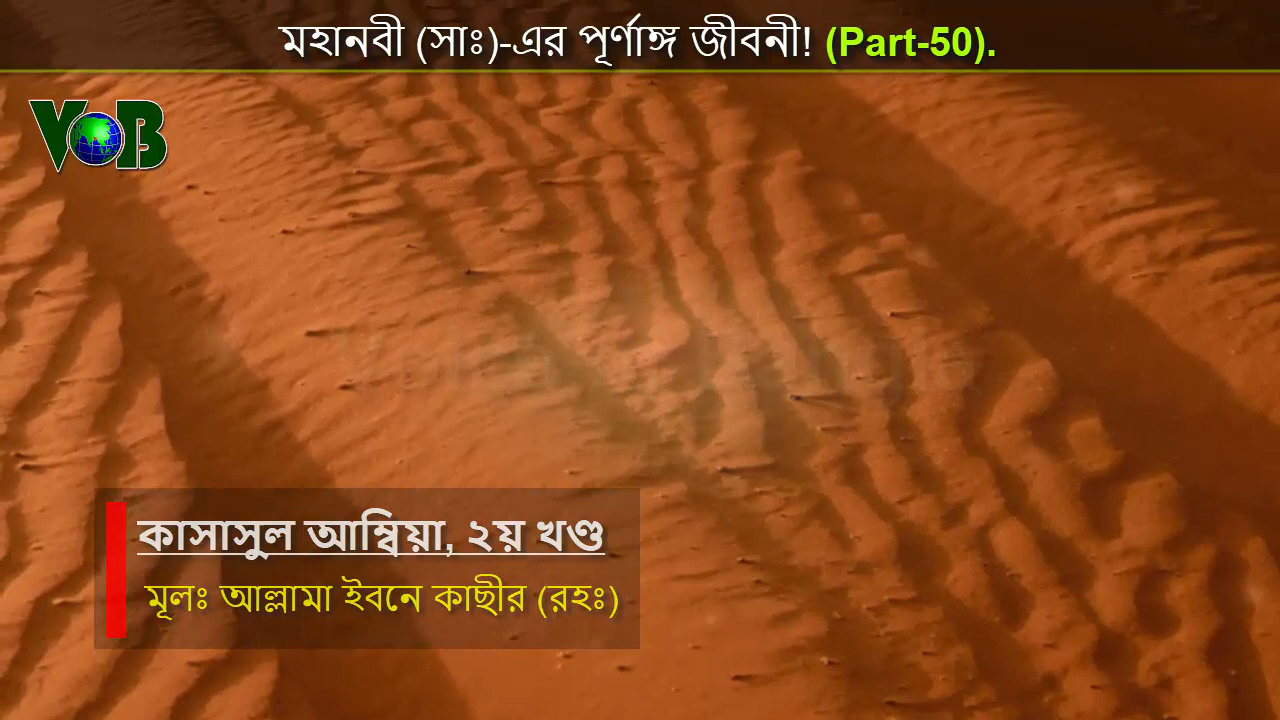 মহানবী (সাঃ)-এর পূর্ণাঙ্গ জীবনী! (Part-50).
VOB
কাসাসুল আম্বিয়া, ২য় খণ্ড
মূলঃ আল্লামা ইবনে কাছীর (রহঃ)